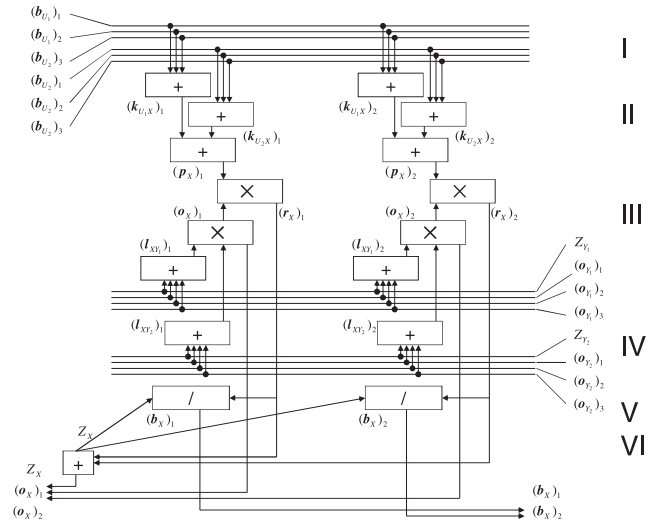 (b_{U_1})_1
(b_{U_1})_2
(b_{U_1})_3
(b_{U_2})_1
(b_{U_2})_2
(b_{U_2})_3
I
+ +
(k_{U_1X})_1 (k_{U_1X})_2
II
+ +
(k_{U_2X})_1 (k_{U_2X})_2
+ +
(p_X)_1 (p_X)_2
× ×
(o_X)_1 (r_X)_1 (o_X)_2 (r_X)_2
III
× ×
(l_{XY_1})_1 (l_{XY_1})_2
+ +
Z_{Y_1}
(o_{Y_1})_1
(o_{Y_1})_2
(o_{Y_1})_3
(l_{XY_2})_1 (l_{XY_2})_2
+ +
Z_{Y_2}
IV
(o_{Y_2})_1
(o_{Y_2})_2
(o_{Y_2})_3
/ /
V
(b_X)_1 (b_X)_2
Z_X
VI
+
Z_X
(o_X)_1 (b_X)_1
(o_X)_2 (b_X)_2